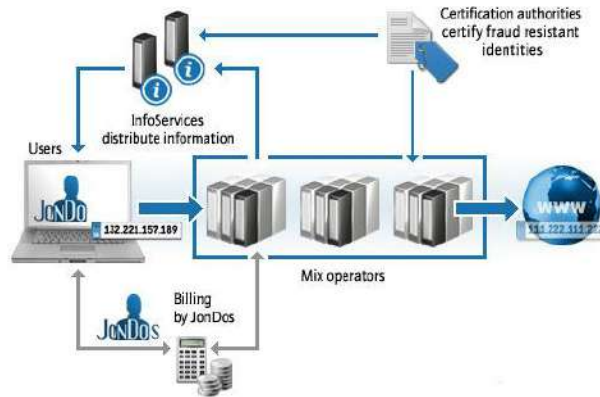 Certification authorities
certify fraud resistant
identities
InfoServices
distribute information
Users
JonDo
132.221.157.189
WWW
Mix operators
Billing
by JonDos
JonDos